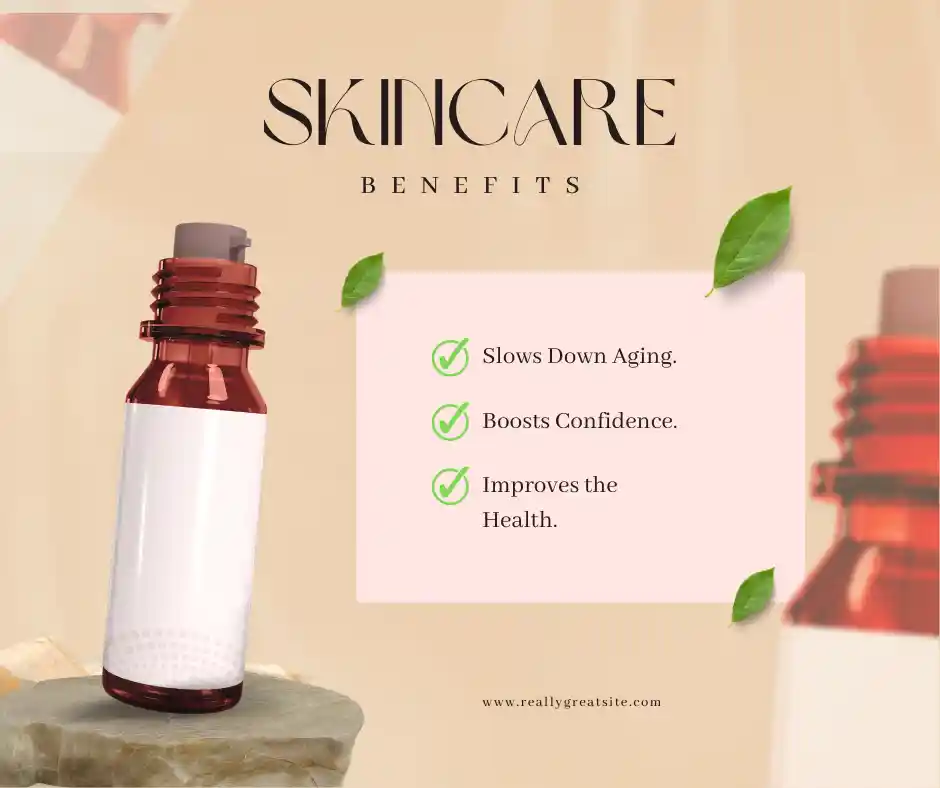 SKINCARE
BENEFITS
Slows Down Aging.
Boosts Confidence.
Improves the
Health.
www.reallygreatsite.com